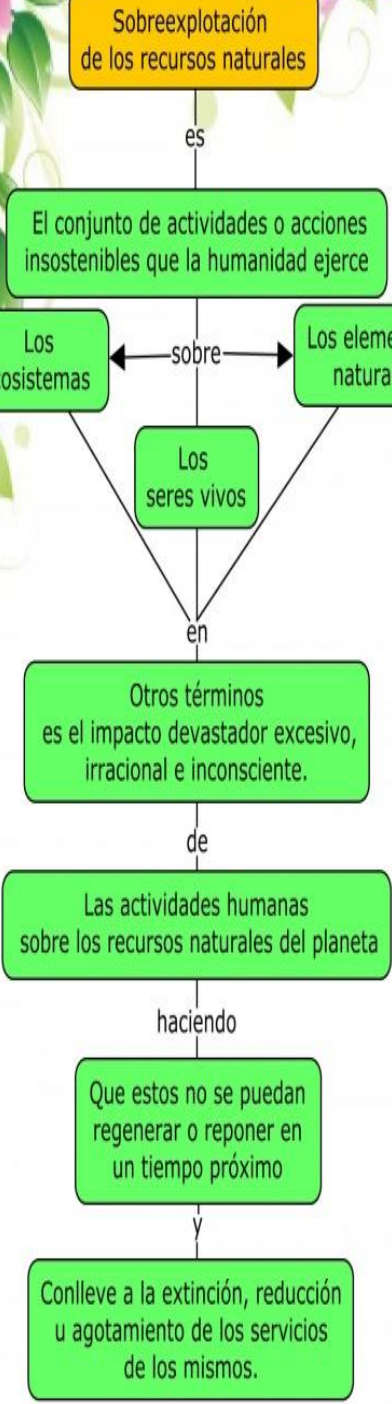 Sobreexplotación
de los recursos naturales
es
El conjunto de actividades o acciones
insostenibles que la humanidad ejerce
Los
sobre
Los
Los
seres vivos
en
Otros términos
es el impacto devastador excesivo,
irracional e inconsciente.
de
Las actividades humanas
sobre los recursos naturales del planeta
haciendo
Que estos no se puedan
regenerar o reponer en
un tiempo próximo
y
Conlleve a la extinción, reducción
u agotamiento de los servicios
de los mismos.